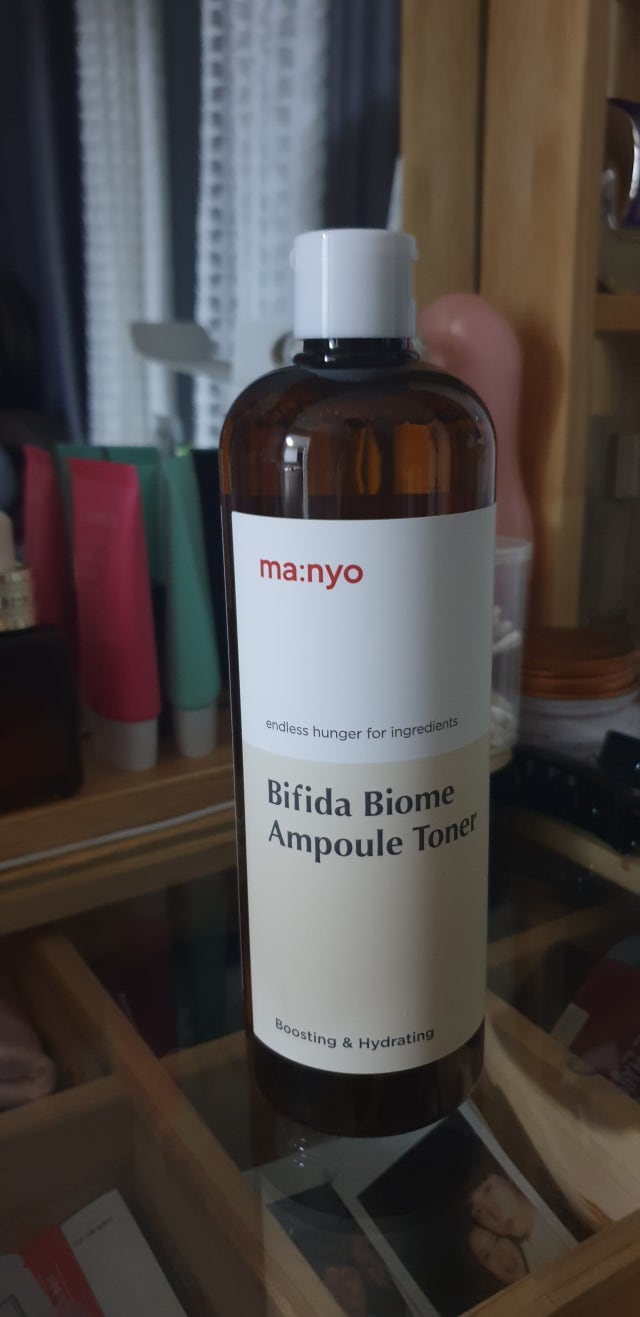 ma:nyo
endless hunger for ingredients
Bifida Biome
Ampoule Toner
Boosting & Hydrating